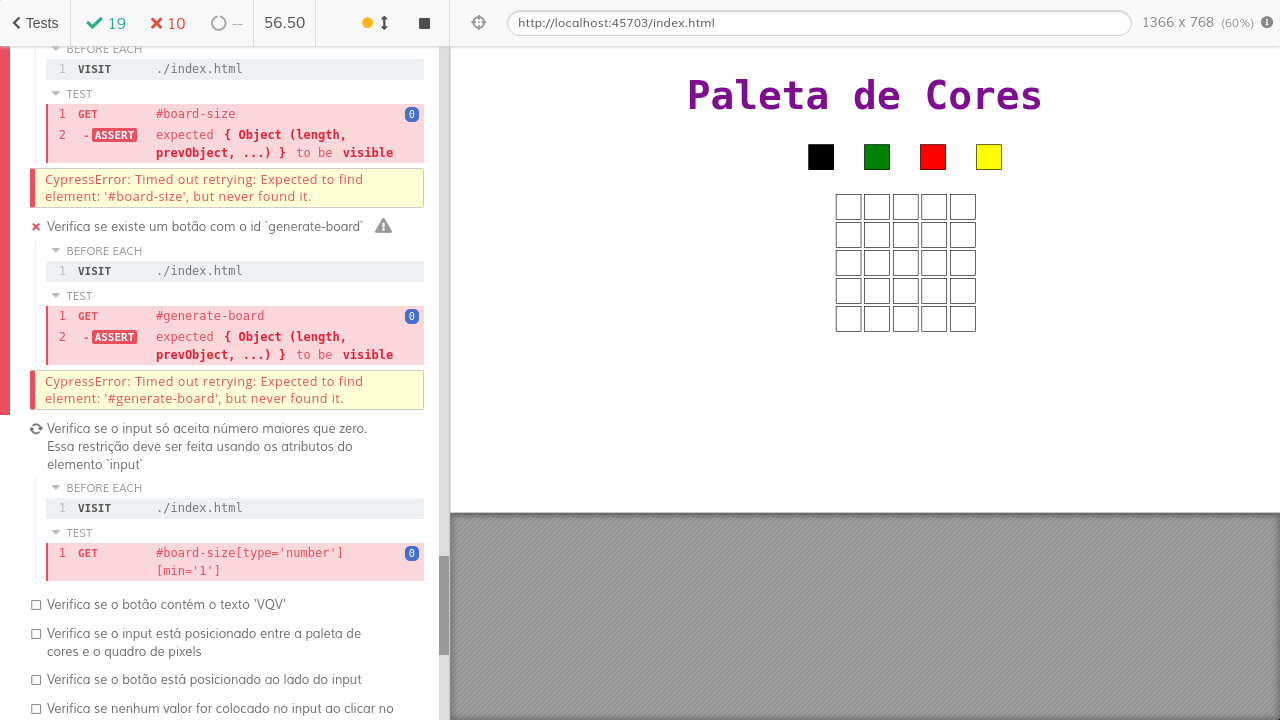 Tests 19 10 -- 56.50 http://localhost:45703/index.html 1366 x 768 (60%)
BEFORE EACH
1 VISIT ./index.html
TEST
1 GET #board-size 0
2 -ASSERT expected { Object (length,
prevObject, ...) } to be visible
CypressError: Timed out retrying: Expected to find
element: '#board-size', but never found it.
Verifica se existe um botão com o id `generate-board`
BEFORE EACH
1 VISIT ./index.html
TEST
1 GET #generate-board 0
2 -ASSERT expected { Object (length,
prevObject, ...) } to be visible
CypressError: Timed out retrying: Expected to find
element: '#generate-board', but never found it.
Verifica se o input só aceita número maiores que zero.
Essa restrição deve ser feita usando os atributos do
elemento `input`
BEFORE EACH
1 VISIT ./index.html
TEST
1 GET #board-size[type='number'] 0
[min='1']
Verifica se o botão contém o texto 'VQV'
Verifica se o input está posicionado entre a paleta de
cores e o quadro de pixels
Verifica se o botão está posicionado ao lado do input
Verifica se nenhum valor for colocado no input ao clicar no
Paleta de Cores